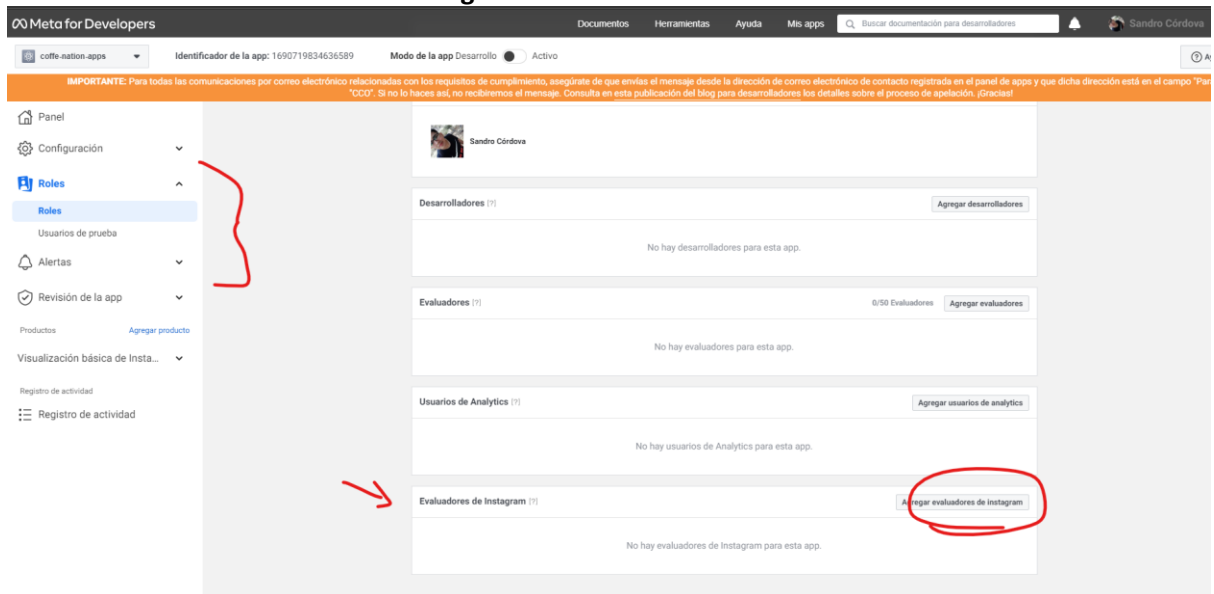 Meta for Developers
Documentos Herramientas Ayuda Mis apps Buscar documentación para desarrolladores Sandro Córdova
coffe-nation-apps Identificador de la app: 1690719834636589 Modo de la app Desarrollo Activo
IMPORTANTE: Para todas las comunicaciones por correo electrónico relacionadas con los requisitos de cumplimiento, asegúrate de que envías el mensaje desde la dirección de correo electrónico de contacto registrada en el panel de apps y que dicha dirección está en el campo "Par
"CCO". Si no lo haces así, no recibiremos el mensaje. Consulta en esta publicación del blog para desarrolladores los detalles sobre el proceso de apelación. ¡Gracias!
Panel
Configuración
Roles
Roles
Usuarios de prueba
Alertas
Revisión de la app
Productos Agregar producto
Visualización básica de Insta...
Registro de actividad
Registro de actividad
Sandro Córdova
Desarrolladores [?] Agregar desarrolladores
No hay desarrolladores para esta app.
Evaluadores [?] 0/50 Evaluadores Agregar evaluadores
No hay evaluadores para esta app.
Usuarios de Analytics [?] Agregar usuarios de analytics
No hay usuarios de Analytics para esta app.
Evaluadores de Instagram [?] Agregar evaluadores de instagram
No hay evaluadores de Instagram para esta app.